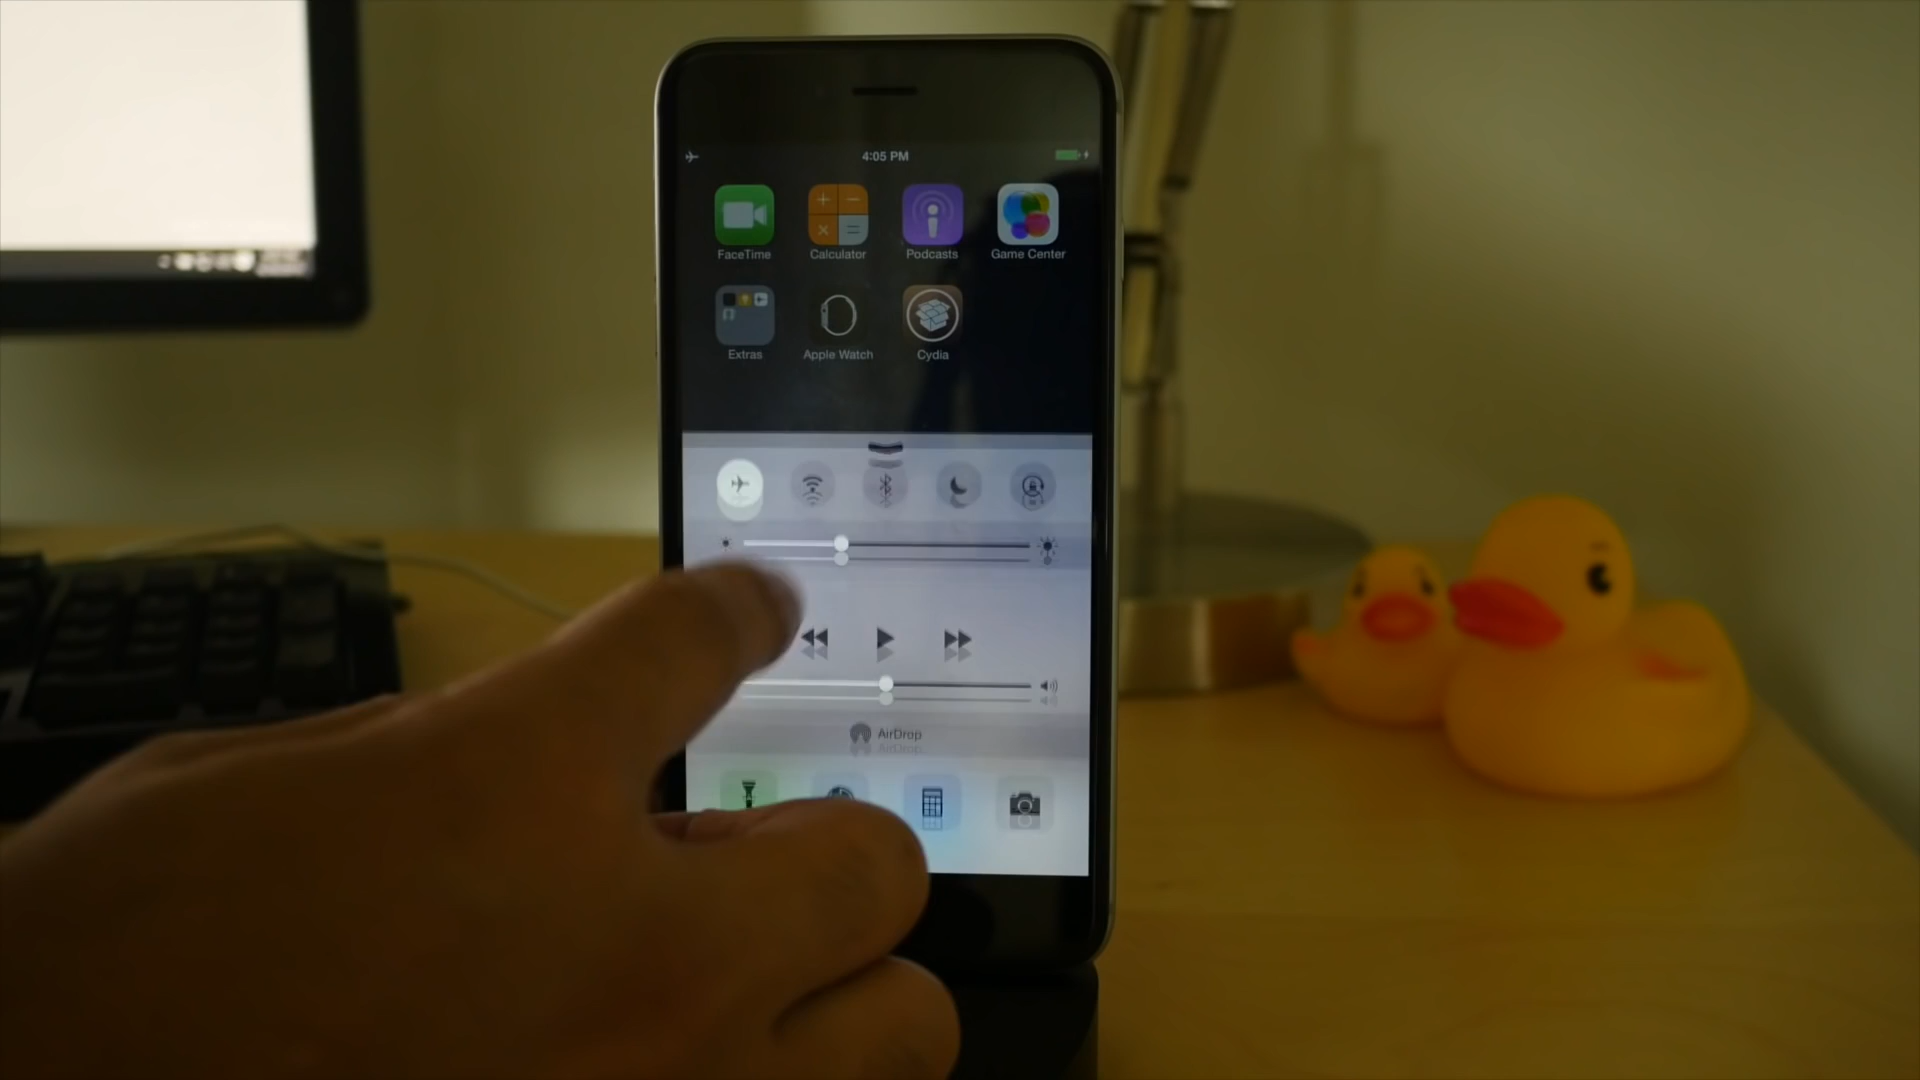 4:05 PM
FaceTime Calculator Podcasts Game Center
Extras Apple Watch Cydia
AirDrop